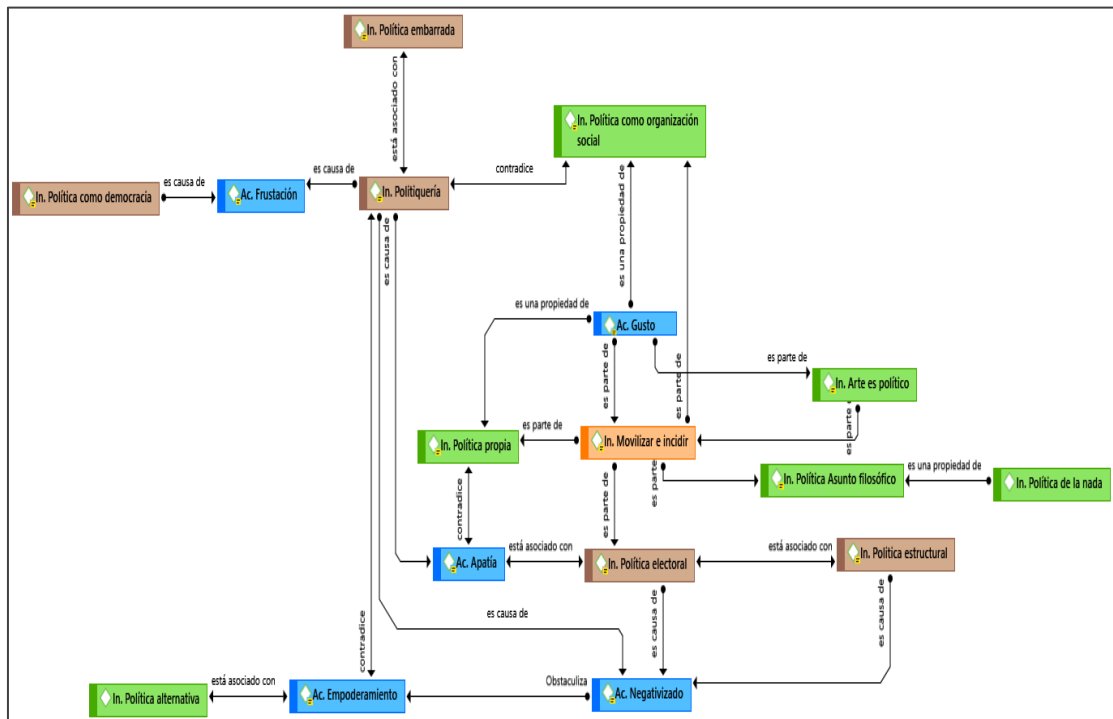 In. Política embarrada
está asociado con
In. Política como organización
social
contradice
es causa de
es causa de
In. Política como democracia
Ac. Frustación
In. Politiquería
es causa de
es una propiedad de
es una propiedad de
Ac. Gusto
es parte de
es parte de
es parte de
In. Arte es político
es parte
es parte de
In. Política propia
In. Movilizar e incidir
es parte
In. Política Asunto filosófico
es una propiedad de
In. Política de la nada
contradice
es parte de
Ac. Apatía
está asociado con
In. Política electoral
está asociado con
In. Política estructural
es causa de
es causa de
es causa de
contradice
In. Política alternativa
está asociado con
Ac. Empoderamiento
Obstaculiza
Ac. Negativizado